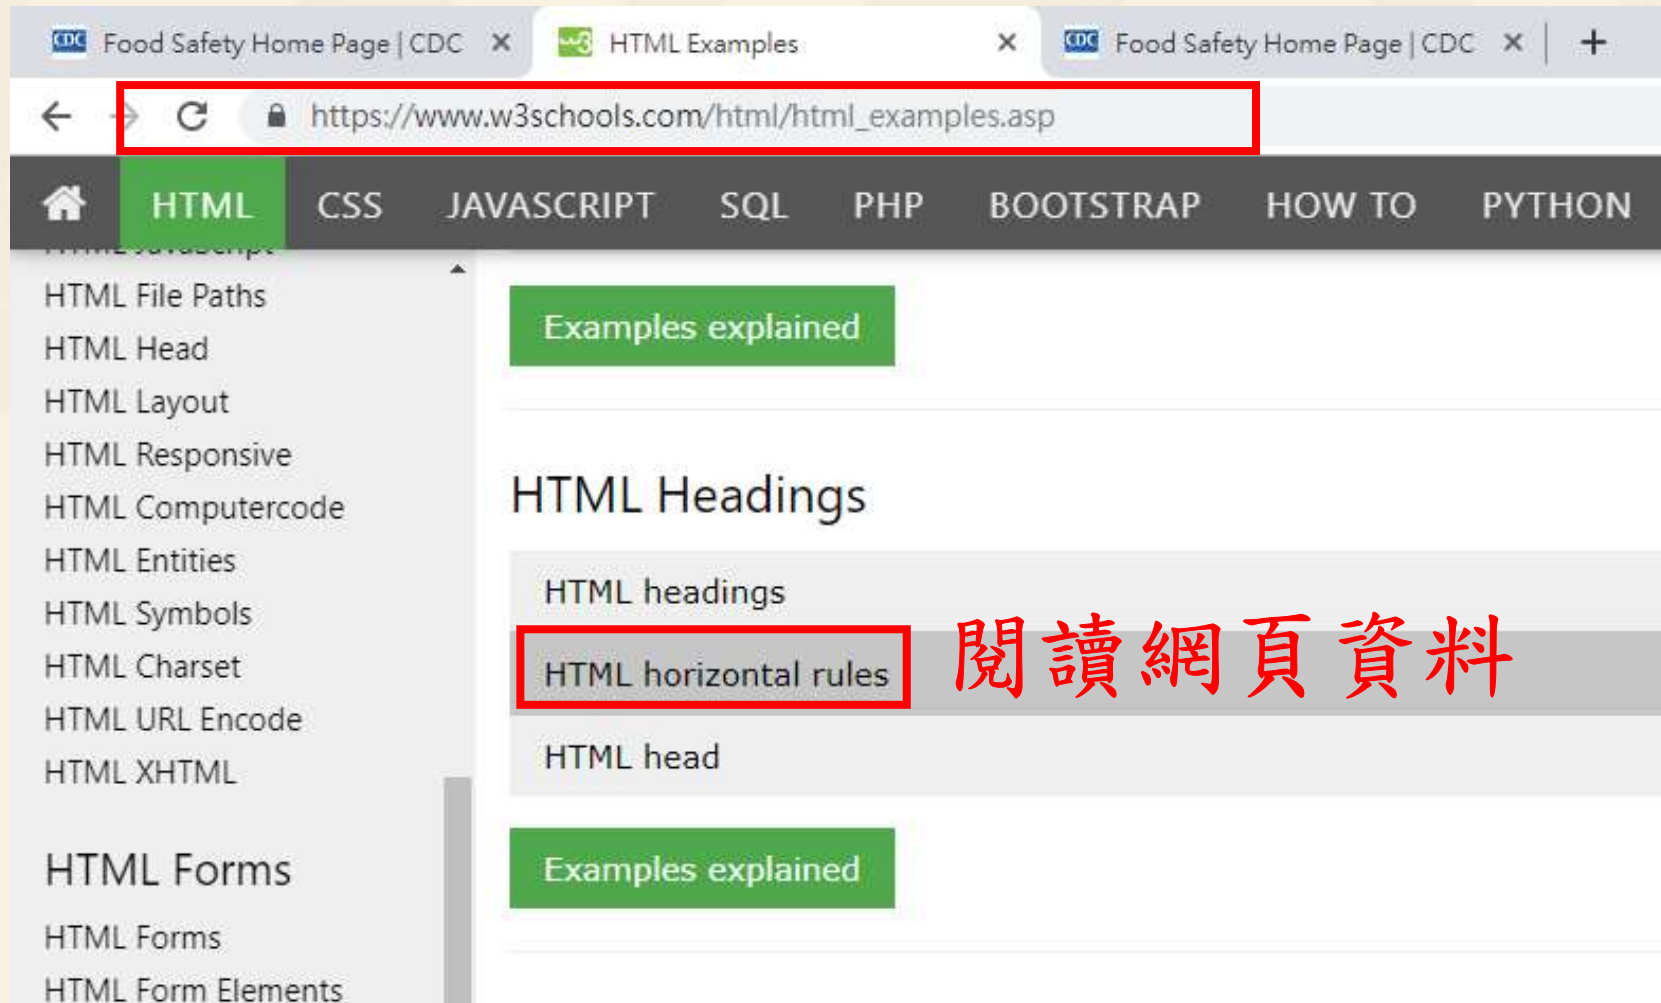 CDC Food Safety Home Page | CDC
HTML Examples
CDC Food Safety Home Page | CDC
https://www.w3schools.com/html/html_examples.asp
HTML CSS JAVASCRIPT SQL PHP BOOTSTRAP HOW TO PYTHON
HTML JavaScript
HTML File Paths
HTML Head
HTML Layout
HTML Responsive
HTML Computercode
HTML Entities
HTML Symbols
HTML Charset
HTML URL Encode
HTML XHTML
HTML Forms
HTML Forms
HTML Form Elements
Examples explained
HTML Headings
HTML headings
HTML horizontal rules
閱讀網頁資料
HTML head
Examples explained